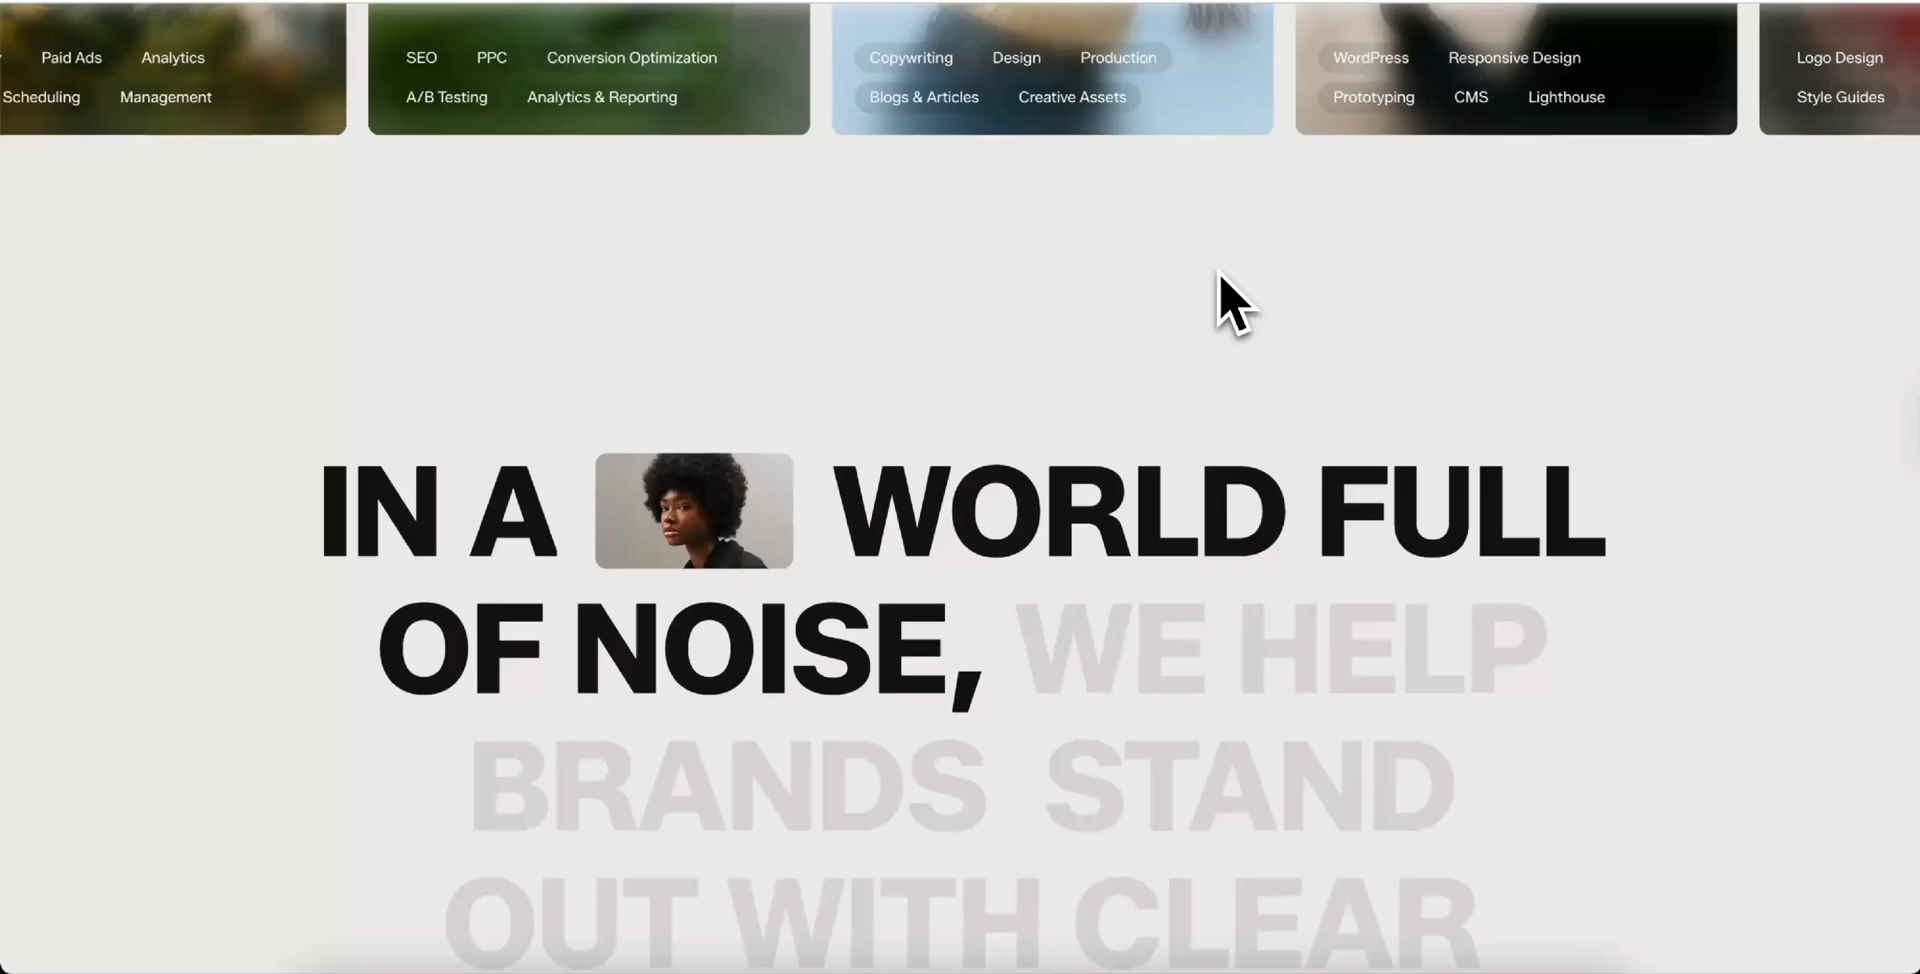 Paid Ads Analytics
Scheduling Management
SEO PPC Conversion Optimization
A/B Testing Analytics & Reporting
Copywriting Design Production
Blogs & Articles Creative Assets
WordPress Responsive Design
Prototyping CMS Lighthouse
Logo Design
Style Guides
IN A WORLD FULL
OF NOISE, WE HELP
BRANDS STAND
OUT WITH CLEAR